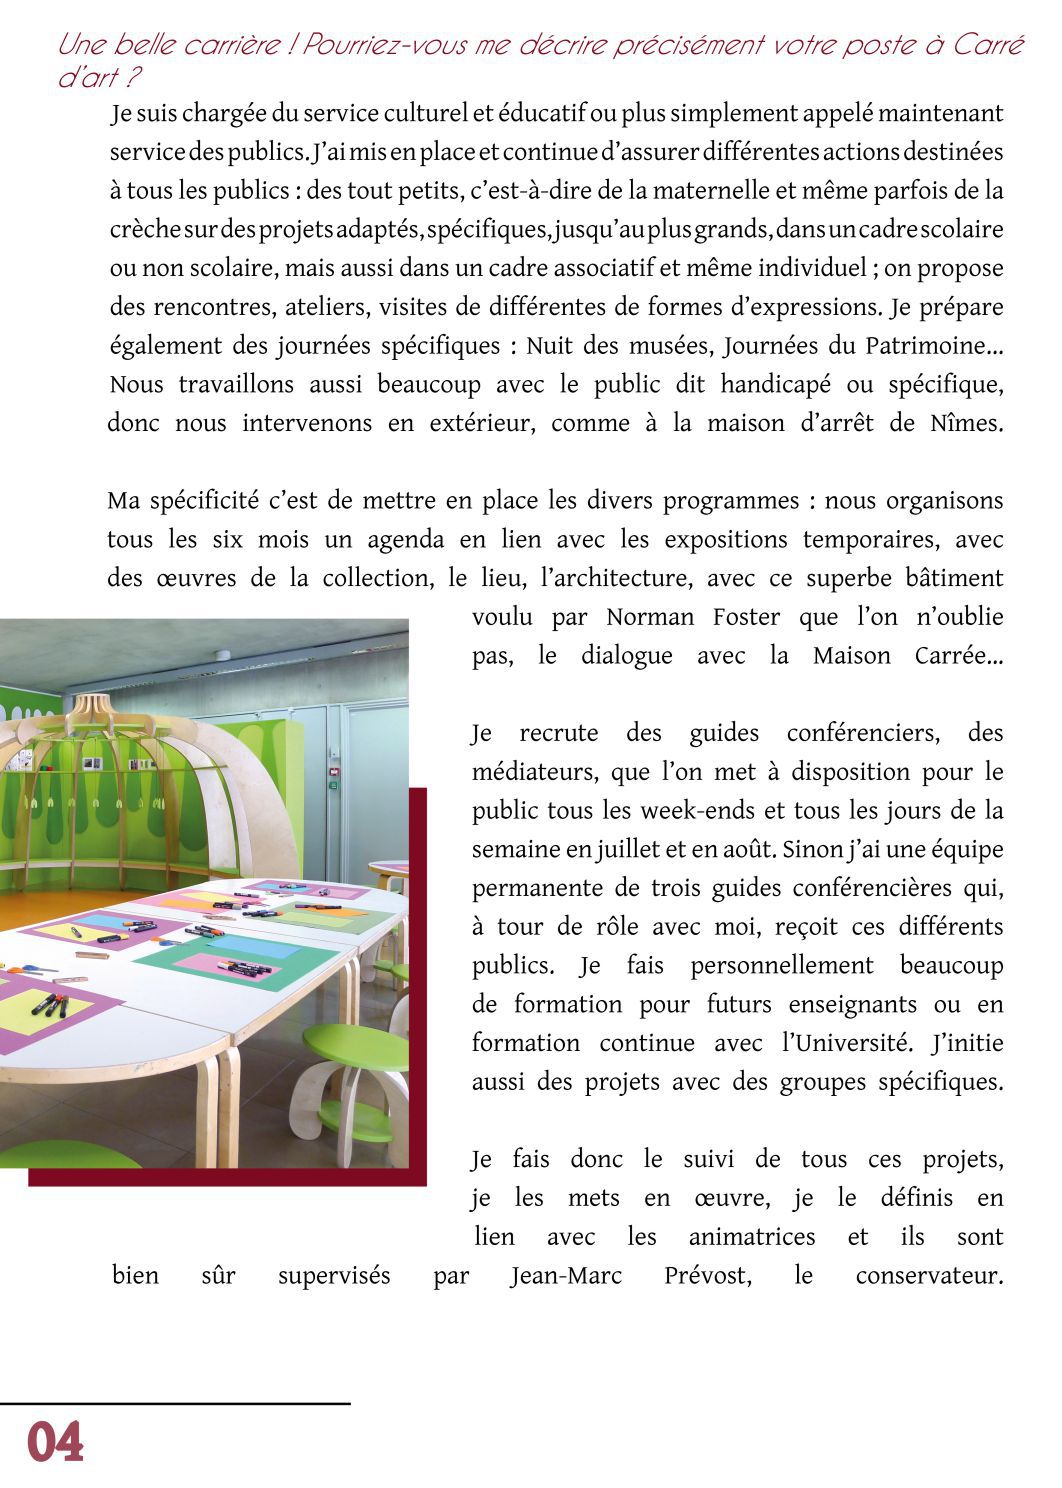 Une belle carrière ! Pourriez-vous me décrire précisément votre poste à Carré
d'art ?
Je suis chargée du service culturel et éducatif ou plus simplement appelé maintenant
service des publics. J'ai mis en place et continue d'assurer différentes actions destinées
à tous les publics : des tout petits, c'est-à-dire de la maternelle et même parfois de la
crèche sur des projets adaptés, spécifiques, jusqu'au plus grands, dans un cadre scolaire
ou non scolaire, mais aussi dans un cadre associatif et même individuel ; on propose
des rencontres, ateliers, visites de différentes de formes d'expressions. Je prépare
également des journées spécifiques : Nuit des musées, Journées du Patrimoine...
Nous travaillons aussi beaucoup avec le public dit handicapé ou spécifique,
donc nous intervenons en extérieur, comme à la maison d'arrêt de Nîmes.
Ma spécificité c'est de mettre en place les divers programmes : nous organisons
tous les six mois un agenda en lien avec les expositions temporaires, avec
des œuvres de la collection, le lieu, l'architecture, avec ce superbe bâtiment
voulu par Norman Foster que l'on n'oublie
pas, le dialogue avec la Maison Carrée...
Je recrute des guides conférenciers, des
médiateurs, que l'on met à disposition pour le
public tous les week-ends et tous les jours de la
semaine en juillet et en août. Sinon j'ai une équipe
permanente de trois guides conférencières qui,
à tour de rôle avec moi, reçoit ces différents
publics. Je fais personnellement beaucoup
de formation pour futurs enseignants ou en
formation continue avec l'Université. J'initie
aussi des projets avec des groupes spécifiques.
Je fais donc le suivi de tous ces projets,
je les mets en œuvre, je le définis en
lien avec les animatrices et ils sont
bien sûr supervisés par Jean-Marc Prévost, le conservateur.
04